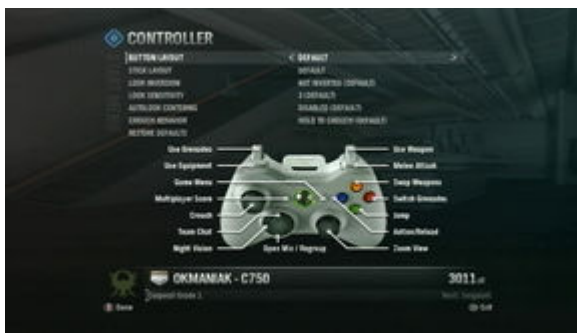 CONTROLLER
BUTTON LAYOUT < DEFAULT >
STICK LAYOUT DEFAULT
LOOK INVERSION NOT INVERTED (DEFAULT)
LOOK SENSITIVITY 3 (DEFAULT)
AUTOLOOK CENTERING DISABLED (DEFAULT)
CROUCH BEHAVIOR HOLD TO CROUCH (DEFAULT)
RESTORE DEFAULTS
Use Grenades Use Weapon
Use Equipment Melee Attack
Game Menu Swap Weapons
Multiplayer Score Switch Grenades
Crouch Jump
Team Chat Action/Reload
Night Vision Open Mic / Regroup Zoom View
OKMANIAK - C750 3011